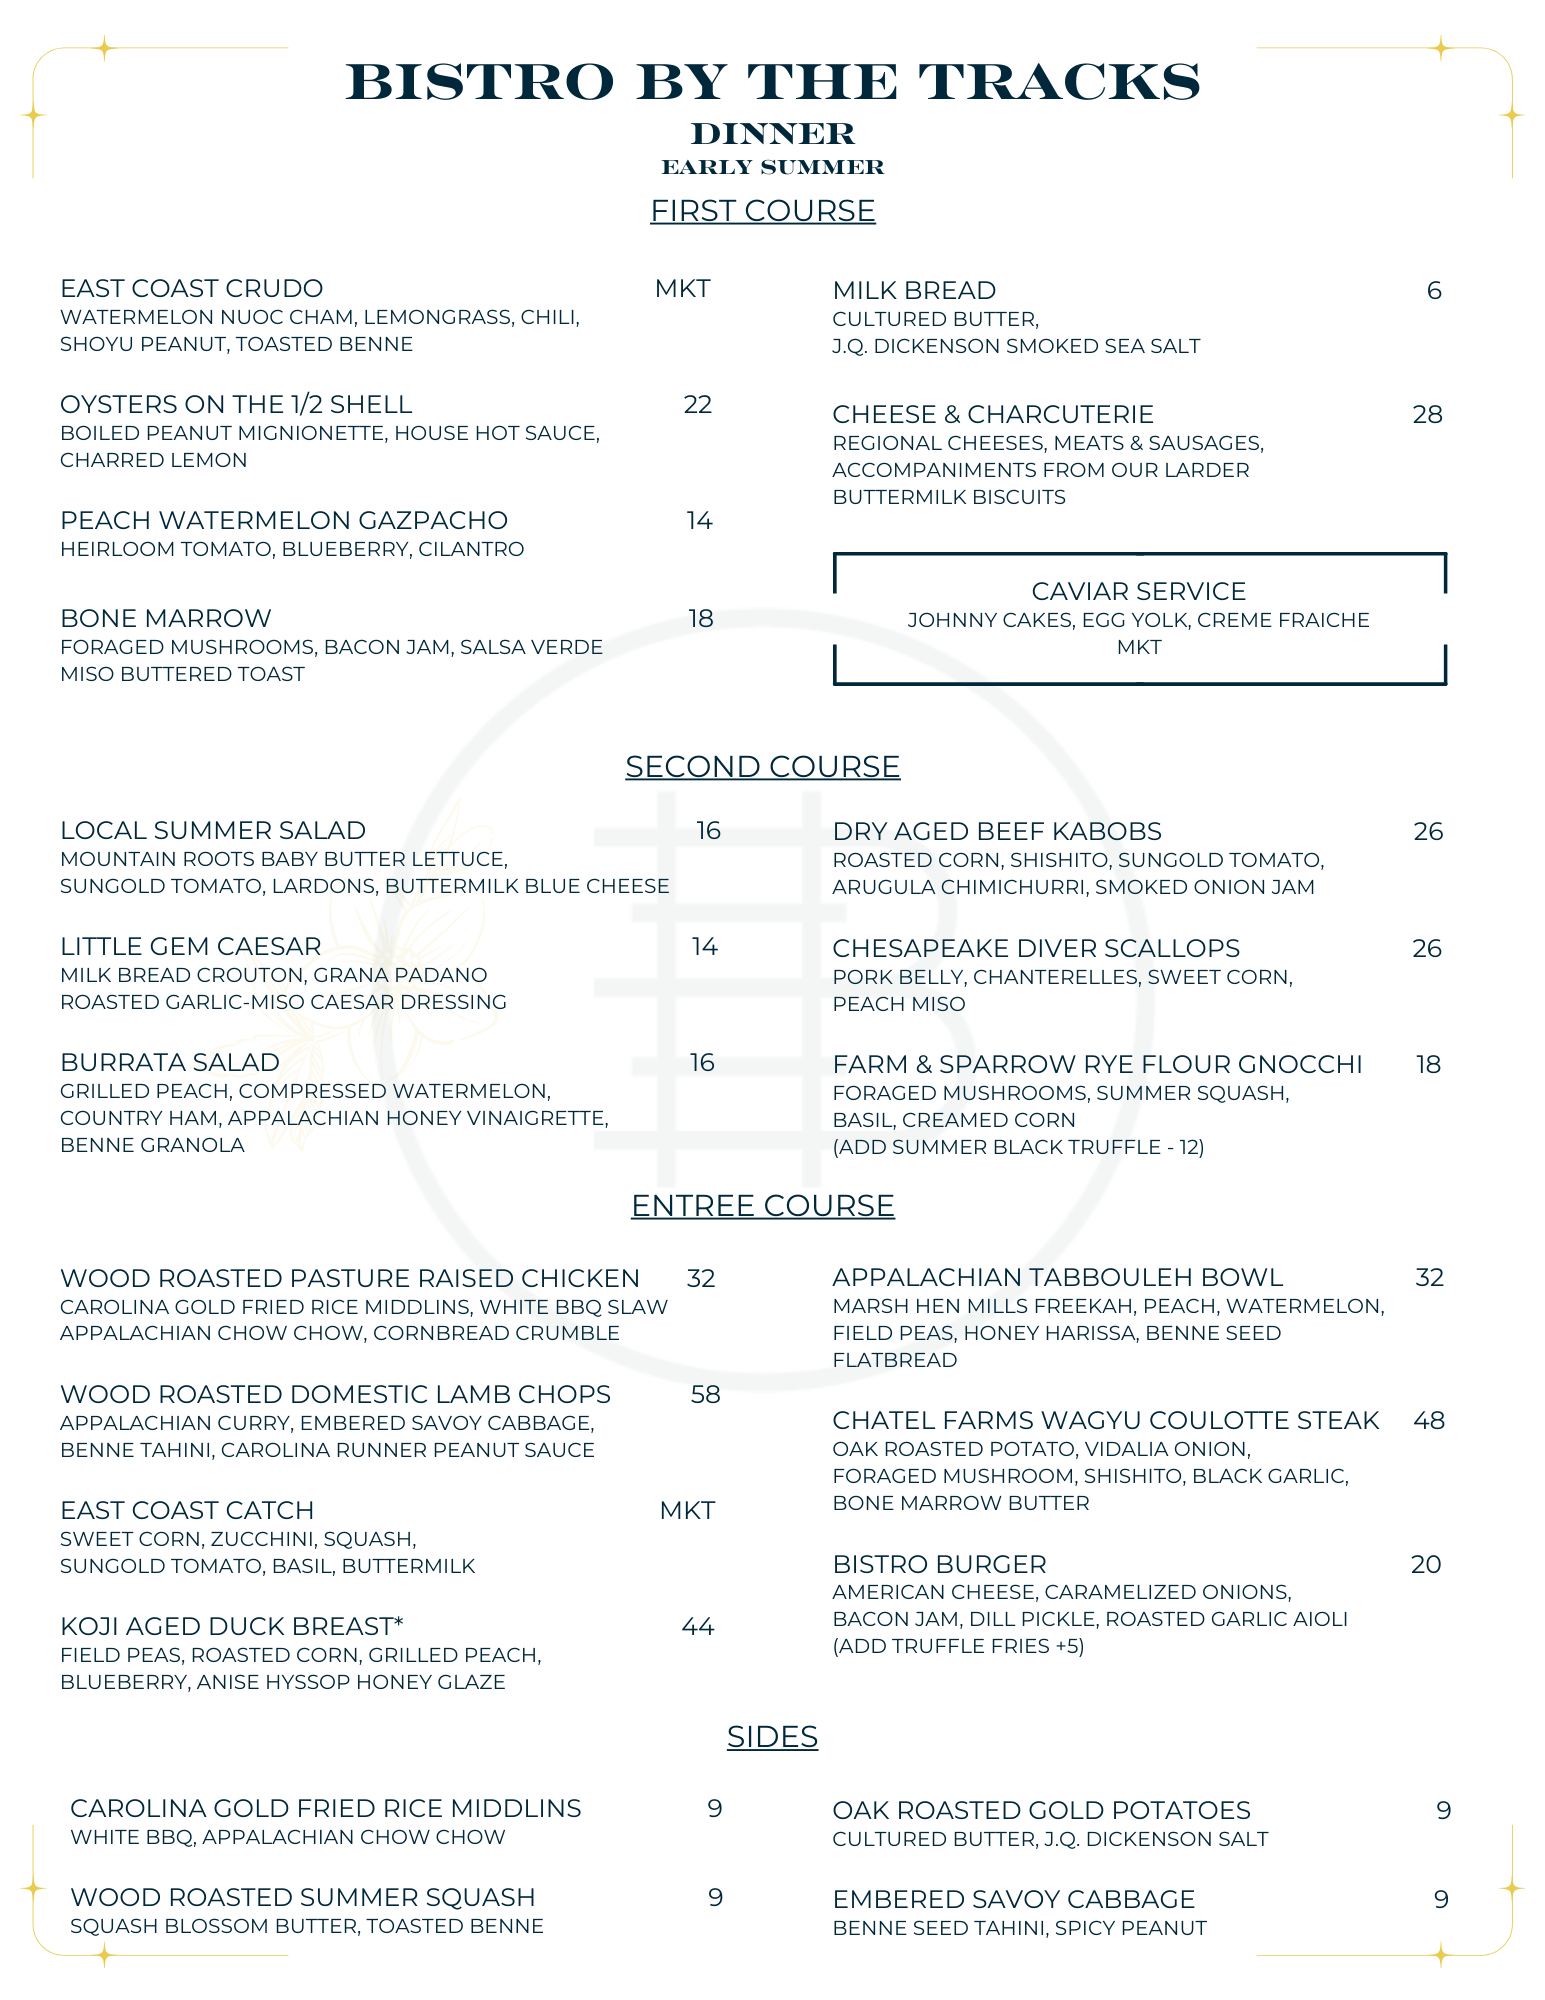 BISTRO BY THE TRACKS
DINNER
EARLY SUMMER
FIRST COURSE
EAST COAST CRUDO MKT
WATERMELON NUOC CHAM, LEMONGRASS, CHILI,
SHOYU PEANUT, TOASTED BENNE
OYSTERS ON THE 1/2 SHELL 22
BOILED PEANUT MIGNIONETTE, HOUSE HOT SAUCE,
CHARRED LEMON
PEACH WATERMELON GAZPACHO 14
HEIRLOOM TOMATO, BLUEBERRY, CILANTRO
BONE MARROW 18
FORAGED MUSHROOMS, BACON JAM, SALSA VERDE
MISO BUTTERED TOAST
MILK BREAD 6
CULTURED BUTTER,
J.Q. DICKENSON SMOKED SEA SALT
CHEESE & CHARCUTERIE 28
REGIONAL CHEESES, MEATS & SAUSAGES,
ACCOMPANIMENTS FROM OUR LARDER
BUTTERMILK BISCUITS
CAVIAR SERVICE
JOHNNY CAKES, EGG YOLK, CREME FRAICHE
MKT
SECOND COURSE
LOCAL SUMMER SALAD 16
MOUNTAIN ROOTS BABY BUTTER LETTUCE,
SUNGOLD TOMATO, LARDONS, BUTTERMILK BLUE CHEESE
LITTLE GEM CAESAR 14
MILK BREAD CROUTON, GRANA PADANO
ROASTED GARLIC-MISO CAESAR DRESSING
BURRATA SALAD 16
GRILLED PEACH, COMPRESSED WATERMELON,
COUNTRY HAM, APPALACHIAN HONEY VINAIGRETTE,
BENNE GRANOLA
DRY AGED BEEF KABOBS 26
ROASTED CORN, SHISHITO, SUNGOLD TOMATO,
ARUGULA CHIMICHURRI, SMOKED ONION JAM
CHESAPEAKE DIVER SCALLOPS 26
PORK BELLY, CHANTERELLES, SWEET CORN,
PEACH MISO
FARM & SPARROW RYE FLOUR GNOCCHI 18
FORAGED MUSHROOMS, SUMMER SQUASH,
BASIL, CREAMED CORN
(ADD SUMMER BLACK TRUFFLE - 12)
ENTREE COURSE
WOOD ROASTED PASTURE RAISED CHICKEN 32
CAROLINA GOLD FRIED RICE MIDDLINS, WHITE BBQ SLAW
APPALACHIAN CHOW CHOW, CORNBREAD CRUMBLE
WOOD ROASTED DOMESTIC LAMB CHOPS 58
APPALACHIAN CURRY, EMBERED SAVOY CABBAGE,
BENNE TAHINI, CAROLINA RUNNER PEANUT SAUCE
EAST COAST CATCH MKT
SWEET CORN, ZUCCHINI, SQUASH,
SUNGOLD TOMATO, BASIL, BUTTERMILK
KOJI AGED DUCK BREAST* 44
FIELD PEAS, ROASTED CORN, GRILLED PEACH,
BLUEBERRY, ANISE HYSSOP HONEY GLAZE
APPALACHIAN TABBOULEH BOWL 32
MARSH HEN MILLS FREEKAH, PEACH, WATERMELON,
FIELD PEAS, HONEY HARISSA, BENNE SEED
FLATBREAD
CHATEL FARMS WAGYU COULOTTE STEAK 48
OAK ROASTED POTATO, VIDALIA ONION,
FORAGED MUSHROOM, SHISHITO, BLACK GARLIC,
BONE MARROW BUTTER
BISTRO BURGER 20
AMERICAN CHEESE, CARAMELIZED ONIONS,
BACON JAM, DILL PICKLE, ROASTED GARLIC AIOLI
(ADD TRUFFLE FRIES +5)
SIDES
CAROLINA GOLD FRIED RICE MIDDLINS 9
WHITE BBQ, APPALACHIAN CHOW CHOW
WOOD ROASTED SUMMER SQUASH 9
SQUASH BLOSSOM BUTTER, TOASTED BENNE
OAK ROASTED GOLD POTATOES 9
CULTURED BUTTER, J.Q. DICKENSON SALT
EMBERED SAVOY CABBAGE 9
BENNE SEED TAHINI, SPICY PEANUT